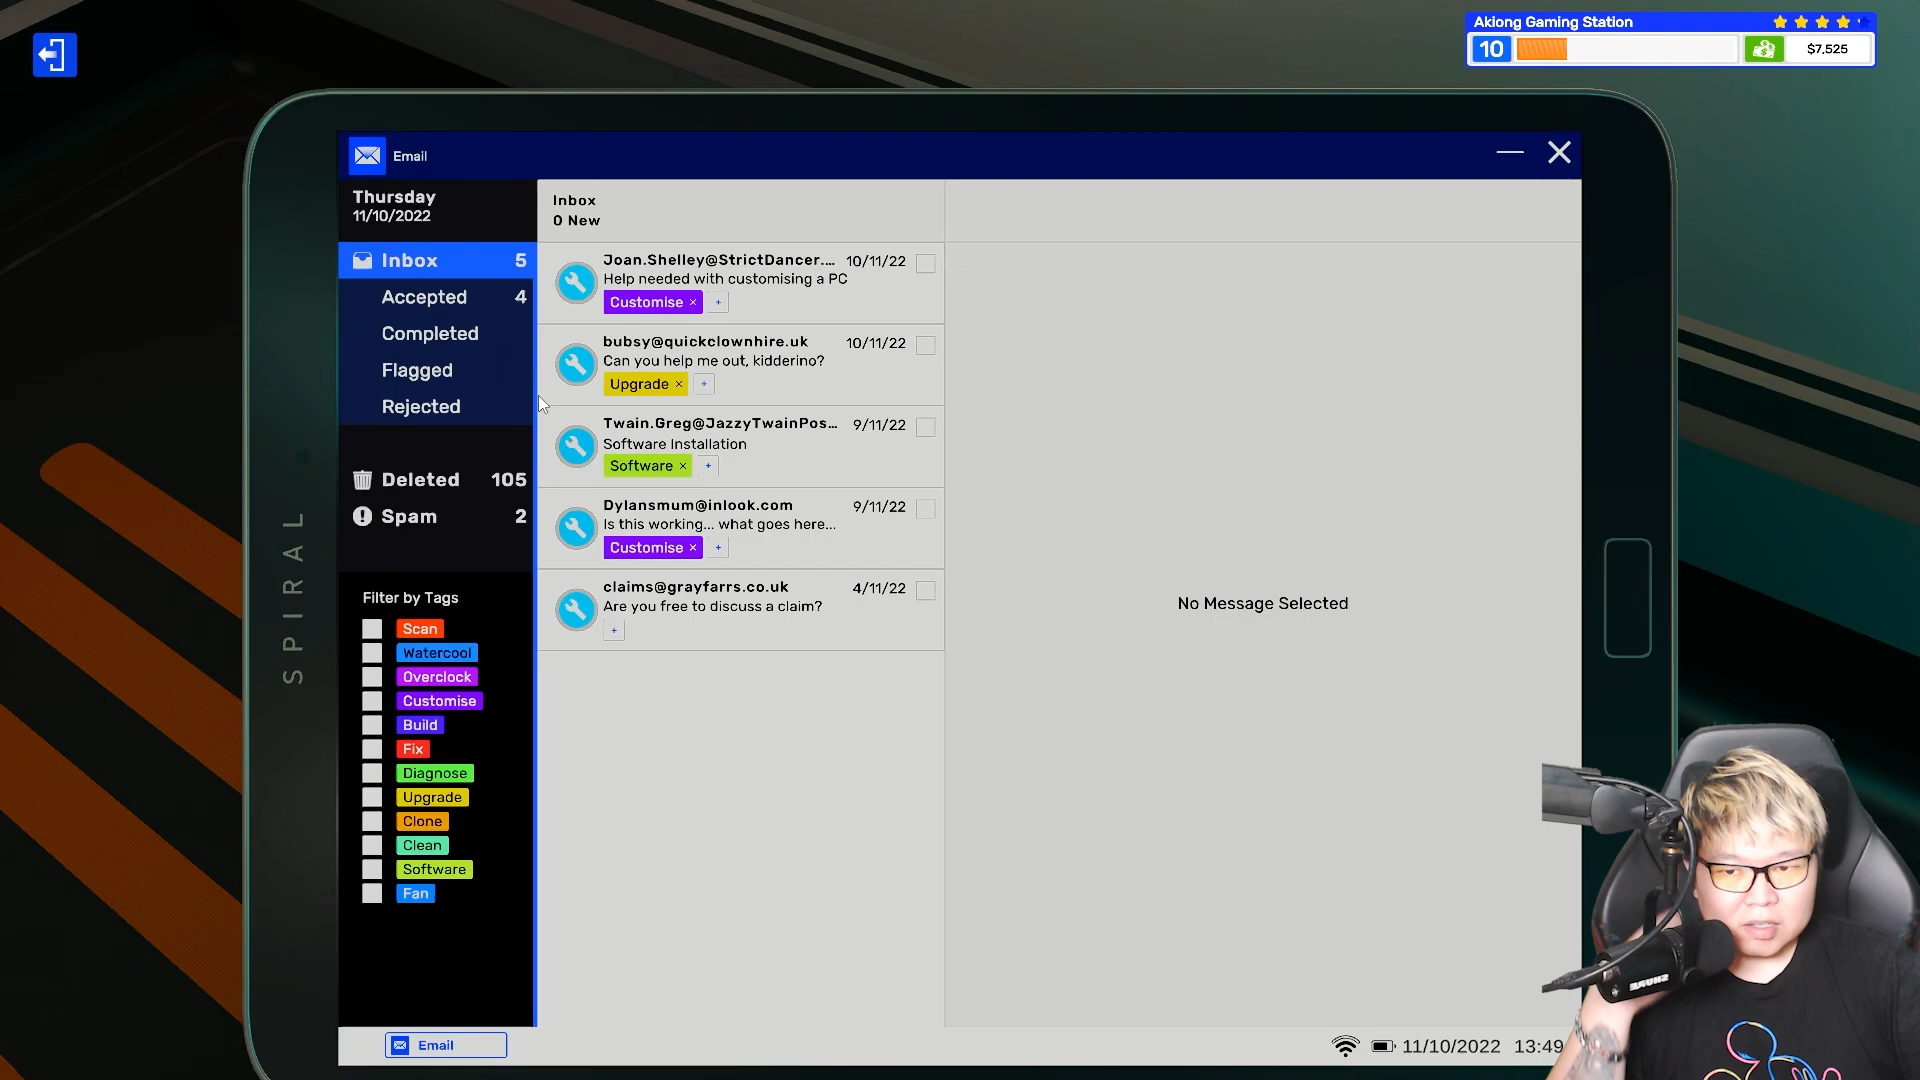 Akiong Gaming Station
10
$7,525
Email
Thursday
11/10/2022
Inbox 5
Accepted 4
Completed
Flagged
Rejected
Deleted 105
Spam 2
Filter by Tags
Scan
Watercool
Overclock
Customise
Build
Fix
Diagnose
Upgrade
Clone
Clean
Software
Fan
Inbox
0 New
Joan.Shelley@StrictDancer.... 10/11/22
Help needed with customising a PC
Customise × +
bubsy@quickclownhire.uk 10/11/22
Can you help me out, kidderino?
Upgrade × +
Twain.Greg@JazzyTwainPos... 9/11/22
Software Installation
Software × +
Dylansmum@inlook.com 9/11/22
Is this working... what goes here...
Customise × +
claims@grayfarrs.co.uk 4/11/22
Are you free to discuss a claim?
+
No Message Selected
SPIRAL
Email
11/10/2022 13:49
SHURE